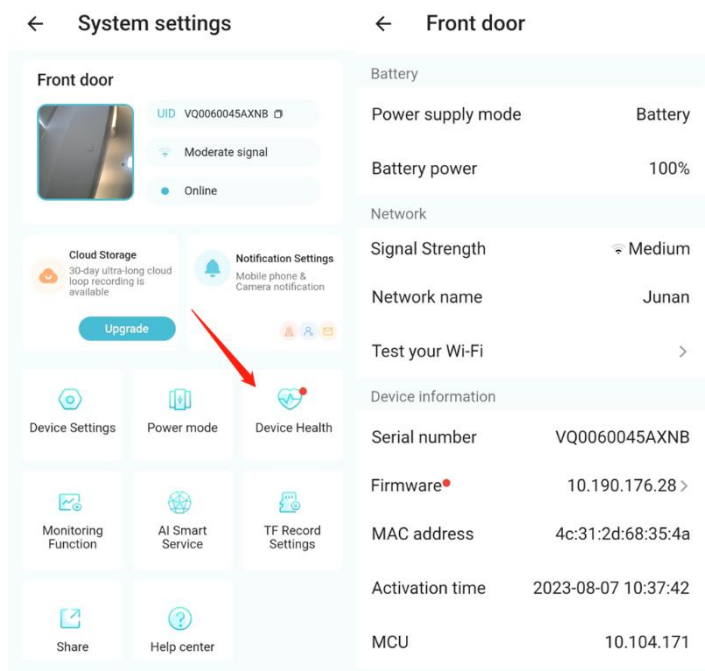 System settings
Front door
UID VQ0060045AXNB
Moderate signal
Online
Cloud Storage
30-day ultra-long cloud
loop recording is
available
Upgrade
Notification Settings
Mobile phone &
Camera notification
Device Settings
Power mode
Device Health
Monitoring
Function
AI Smart
Service
TF Record
Settings
Share
Help center
Front door
Battery
Power supply mode Battery
Battery power 100%
Network
Signal Strength Medium
Network name Junan
Test your Wi-Fi
Device information
Serial number VQ0060045AXNB
Firmware 10.190.176.28
MAC address 4c:31:2d:68:35:4a
Activation time 2023-08-07 10:37:42
MCU 10.104.171